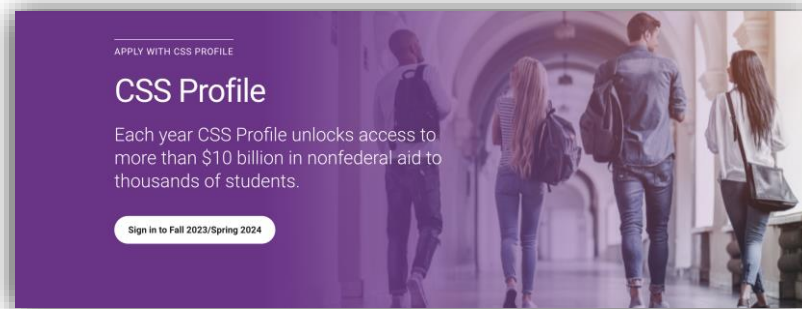 APPLY WITH CSS PROFILE
CSS Profile
Each year CSS Profile unlocks access to
more than $10 billion in nonfederal aid to
thousands of students.
Sign in to Fall 2023/Spring 2024